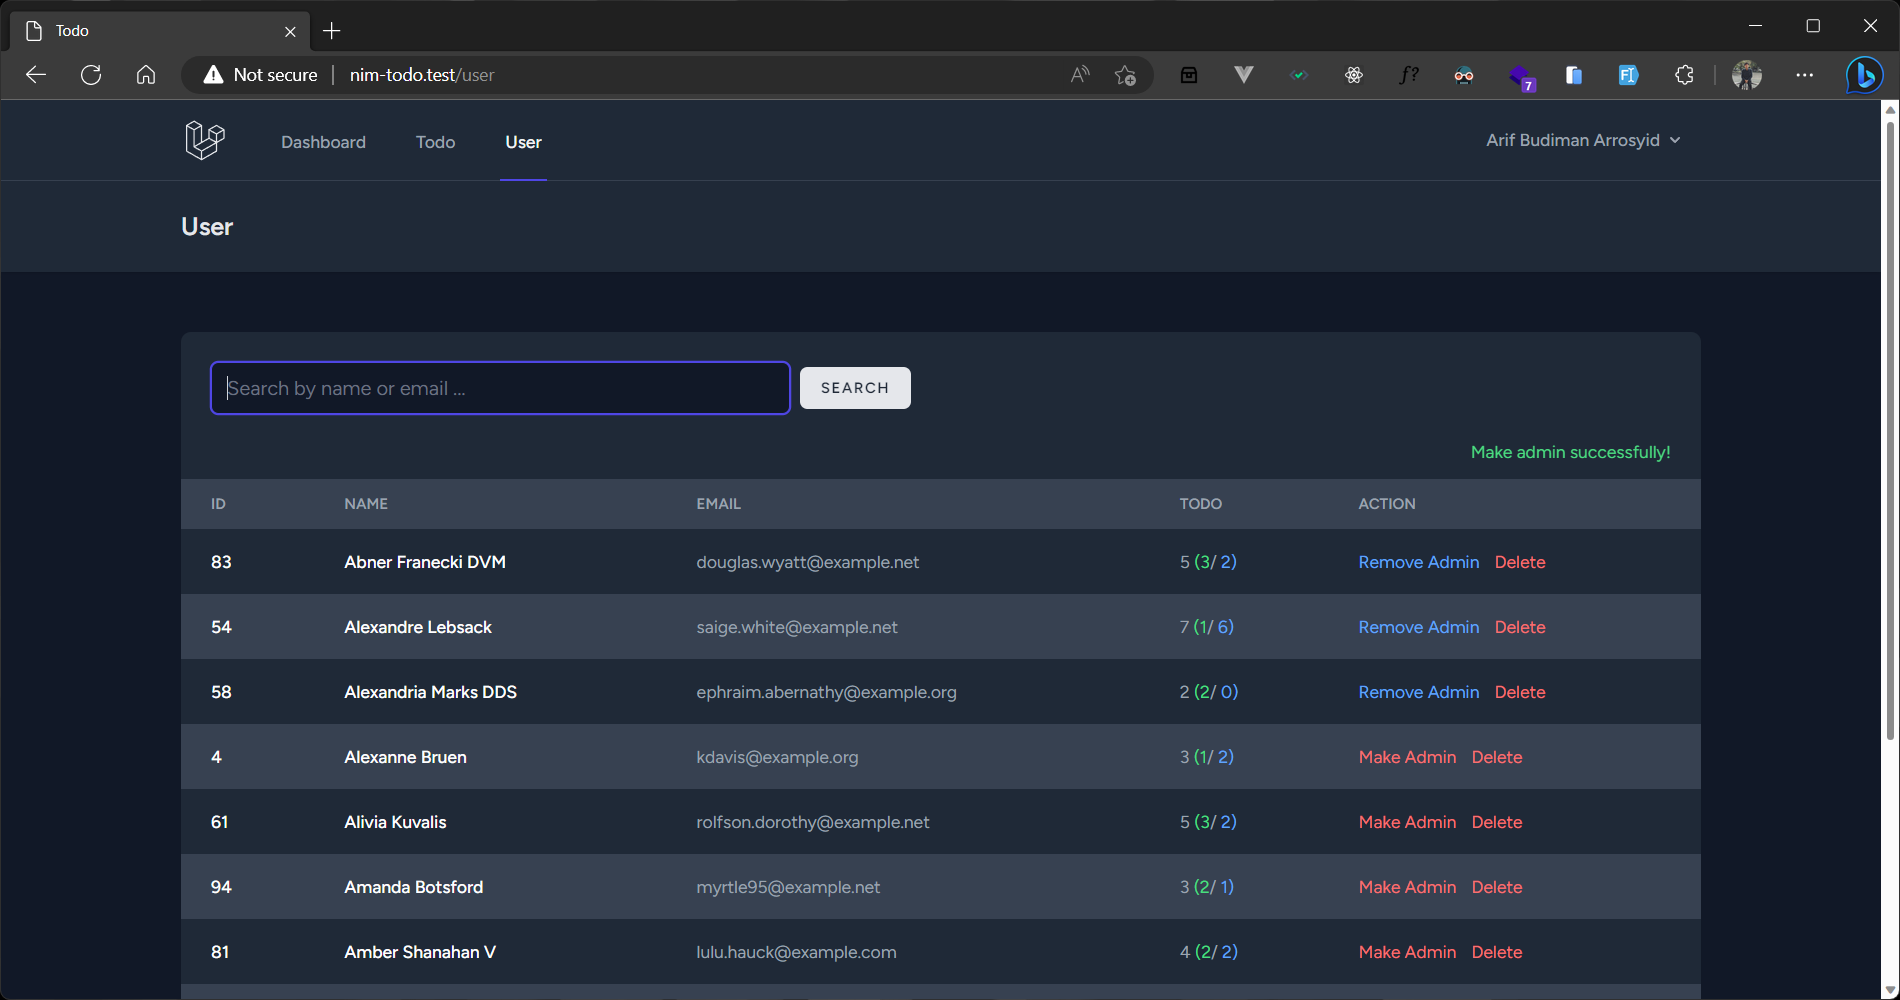 Todo
Not secure nim-todo.test/user
7
Dashboard Todo User Arif Budiman Arrosyid
User
Search by name or email ... SEARCH
Make admin successfully!
ID NAME EMAIL TODO ACTION
83 Abner Franecki DVM douglas.wyatt@example.net 5 (3/ 2) Remove Admin Delete
54 Alexandre Lebsack saige.white@example.net 7 (1/ 6) Remove Admin Delete
58 Alexandria Marks DDS ephraim.abernathy@example.org 2 (2/ 0) Remove Admin Delete
4 Alexanne Bruen kdavis@example.org 3 (1/ 2) Make Admin Delete
61 Alivia Kuvalis rolfson.dorothy@example.net 5 (3/ 2) Make Admin Delete
94 Amanda Botsford myrtle95@example.net 3 (2/ 1) Make Admin Delete
81 Amber Shanahan V lulu.hauck@example.com 4 (2/ 2) Make Admin Delete